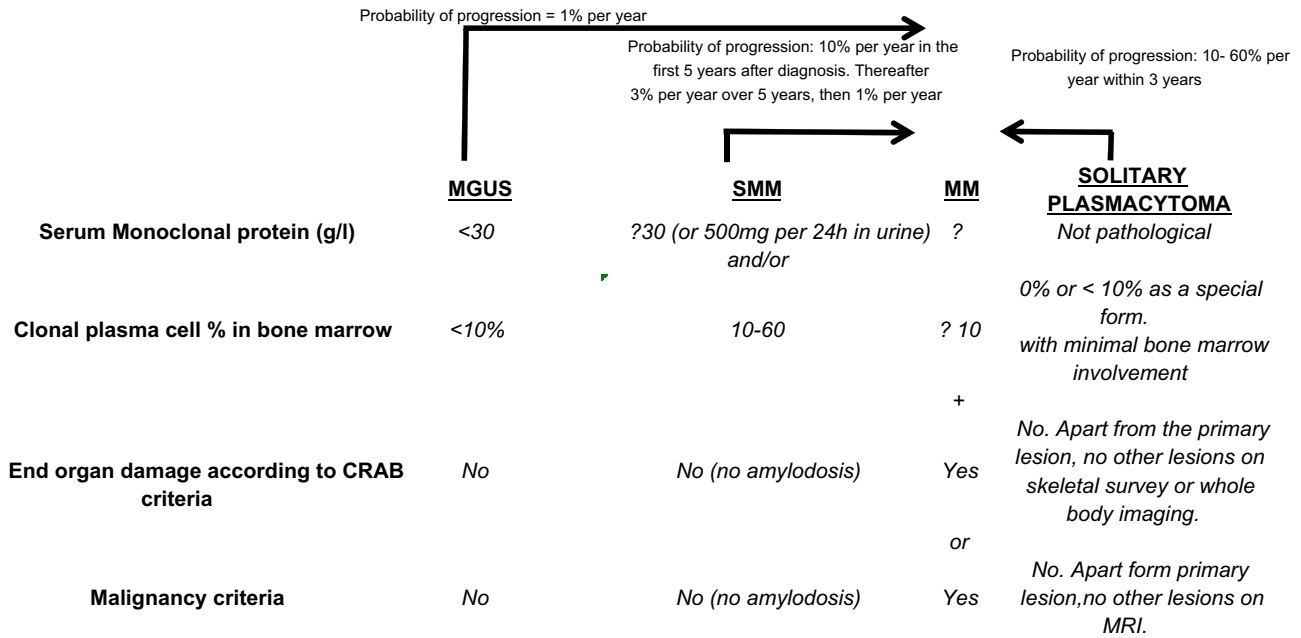 Probability of progression = 1% per year
Probability of progression: 10% per year in the
first 5 years after diagnosis. Thereafter
3% per year over 5 years, then 1% per year
Probability of progression: 10- 60% per
year within 3 years
MGUS
SMM
MM
SOLITARY
PLASMACYTOMA
Serum Monoclonal protein (g/l)
<30
?30 (or 500mg per 24h in urine)
and/or
?
Not pathological
Clonal plasma cell % in bone marrow
<10%
10-60
? 10
0% or < 10% as a special
form.
with minimal bone marrow
involvement
+
End organ damage according to CRAB
criteria
No
No (no amylodosis)
Yes
No. Apart from the primary
lesion, no other lesions on
skeletal survey or whole
body imaging.
or
Malignancy criteria
No
No (no amylodosis)
Yes
No. Apart form primary
lesion,no other lesions on
MRI.